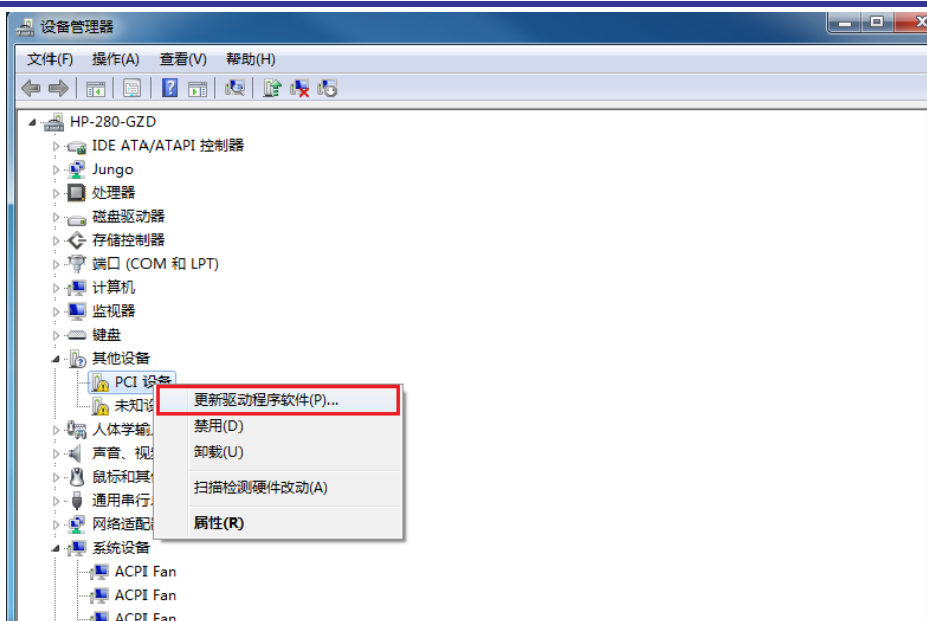 设备管理器
文件(F) 操作(A) 查看(V) 帮助(H)
HP-280-GZD
IDE ATA/ATAPI 控制器
Jungo
处理器
磁盘驱动器
存储控制器
端口 (COM 和 LPT)
计算机
监视器
键盘
其他设备
PCI 设备
更新驱动程序软件(P)...
未知设
禁用(D)
人体学输
声音、视
卸载(U)
鼠标和其
扫描检测硬件改动(A)
通用串行
网络适配
属性(R)
系统设备
ACPI Fan
ACPI Fan
ACPI Fan